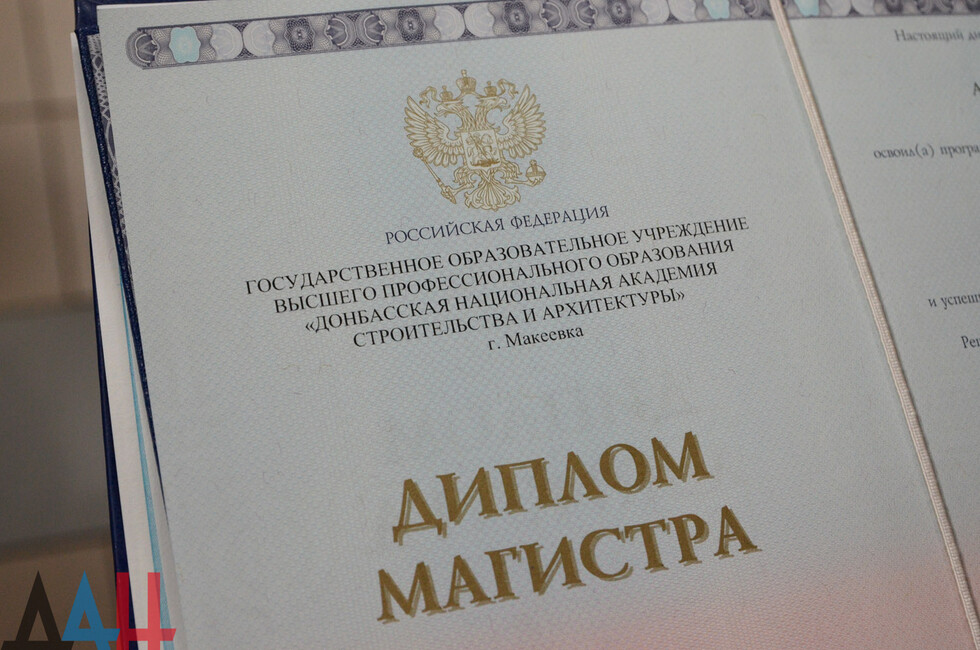 РОССИЙСКАЯ ФЕДЕРАЦИЯ
ГОСУДАРСТВЕННОЕ ОБРАЗОВАТЕЛЬНОЕ УЧРЕЖДЕНИЕ
ВЫСШЕГО ПРОФЕССИОНАЛЬНОГО ОБРАЗОВАНИЯ
«ДОНБАССКАЯ НАЦИОНАЛЬНАЯ АКАДЕМИЯ
СТРОИТЕЛЬСТВА И АРХИТЕКТУРЫ»
г. Макеевка
ДИПЛОМ
МАГИСТРА
Настоящий
освоил(а)
и
ДАН